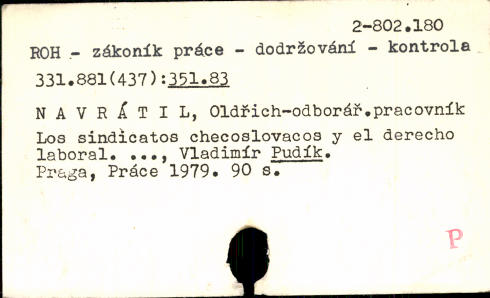 2-802.180
ROH - zákoník práce - dodržování - kontrola
331.881(437):351.83
N A V R Á T I L, Oldřich-odborář.pracovník
Los sindicatos checoslovacos y el derecho
laboral. ..., Vladimír Pudík.
Praga, Práce 1979. 90 s.
P